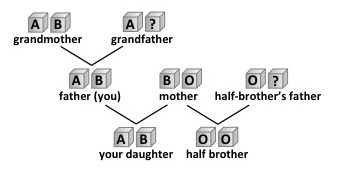 A B A ?
grandmother grandfather
A B B O O ?
father (you) mother half-brother's father
A B O O
your daughter half brother